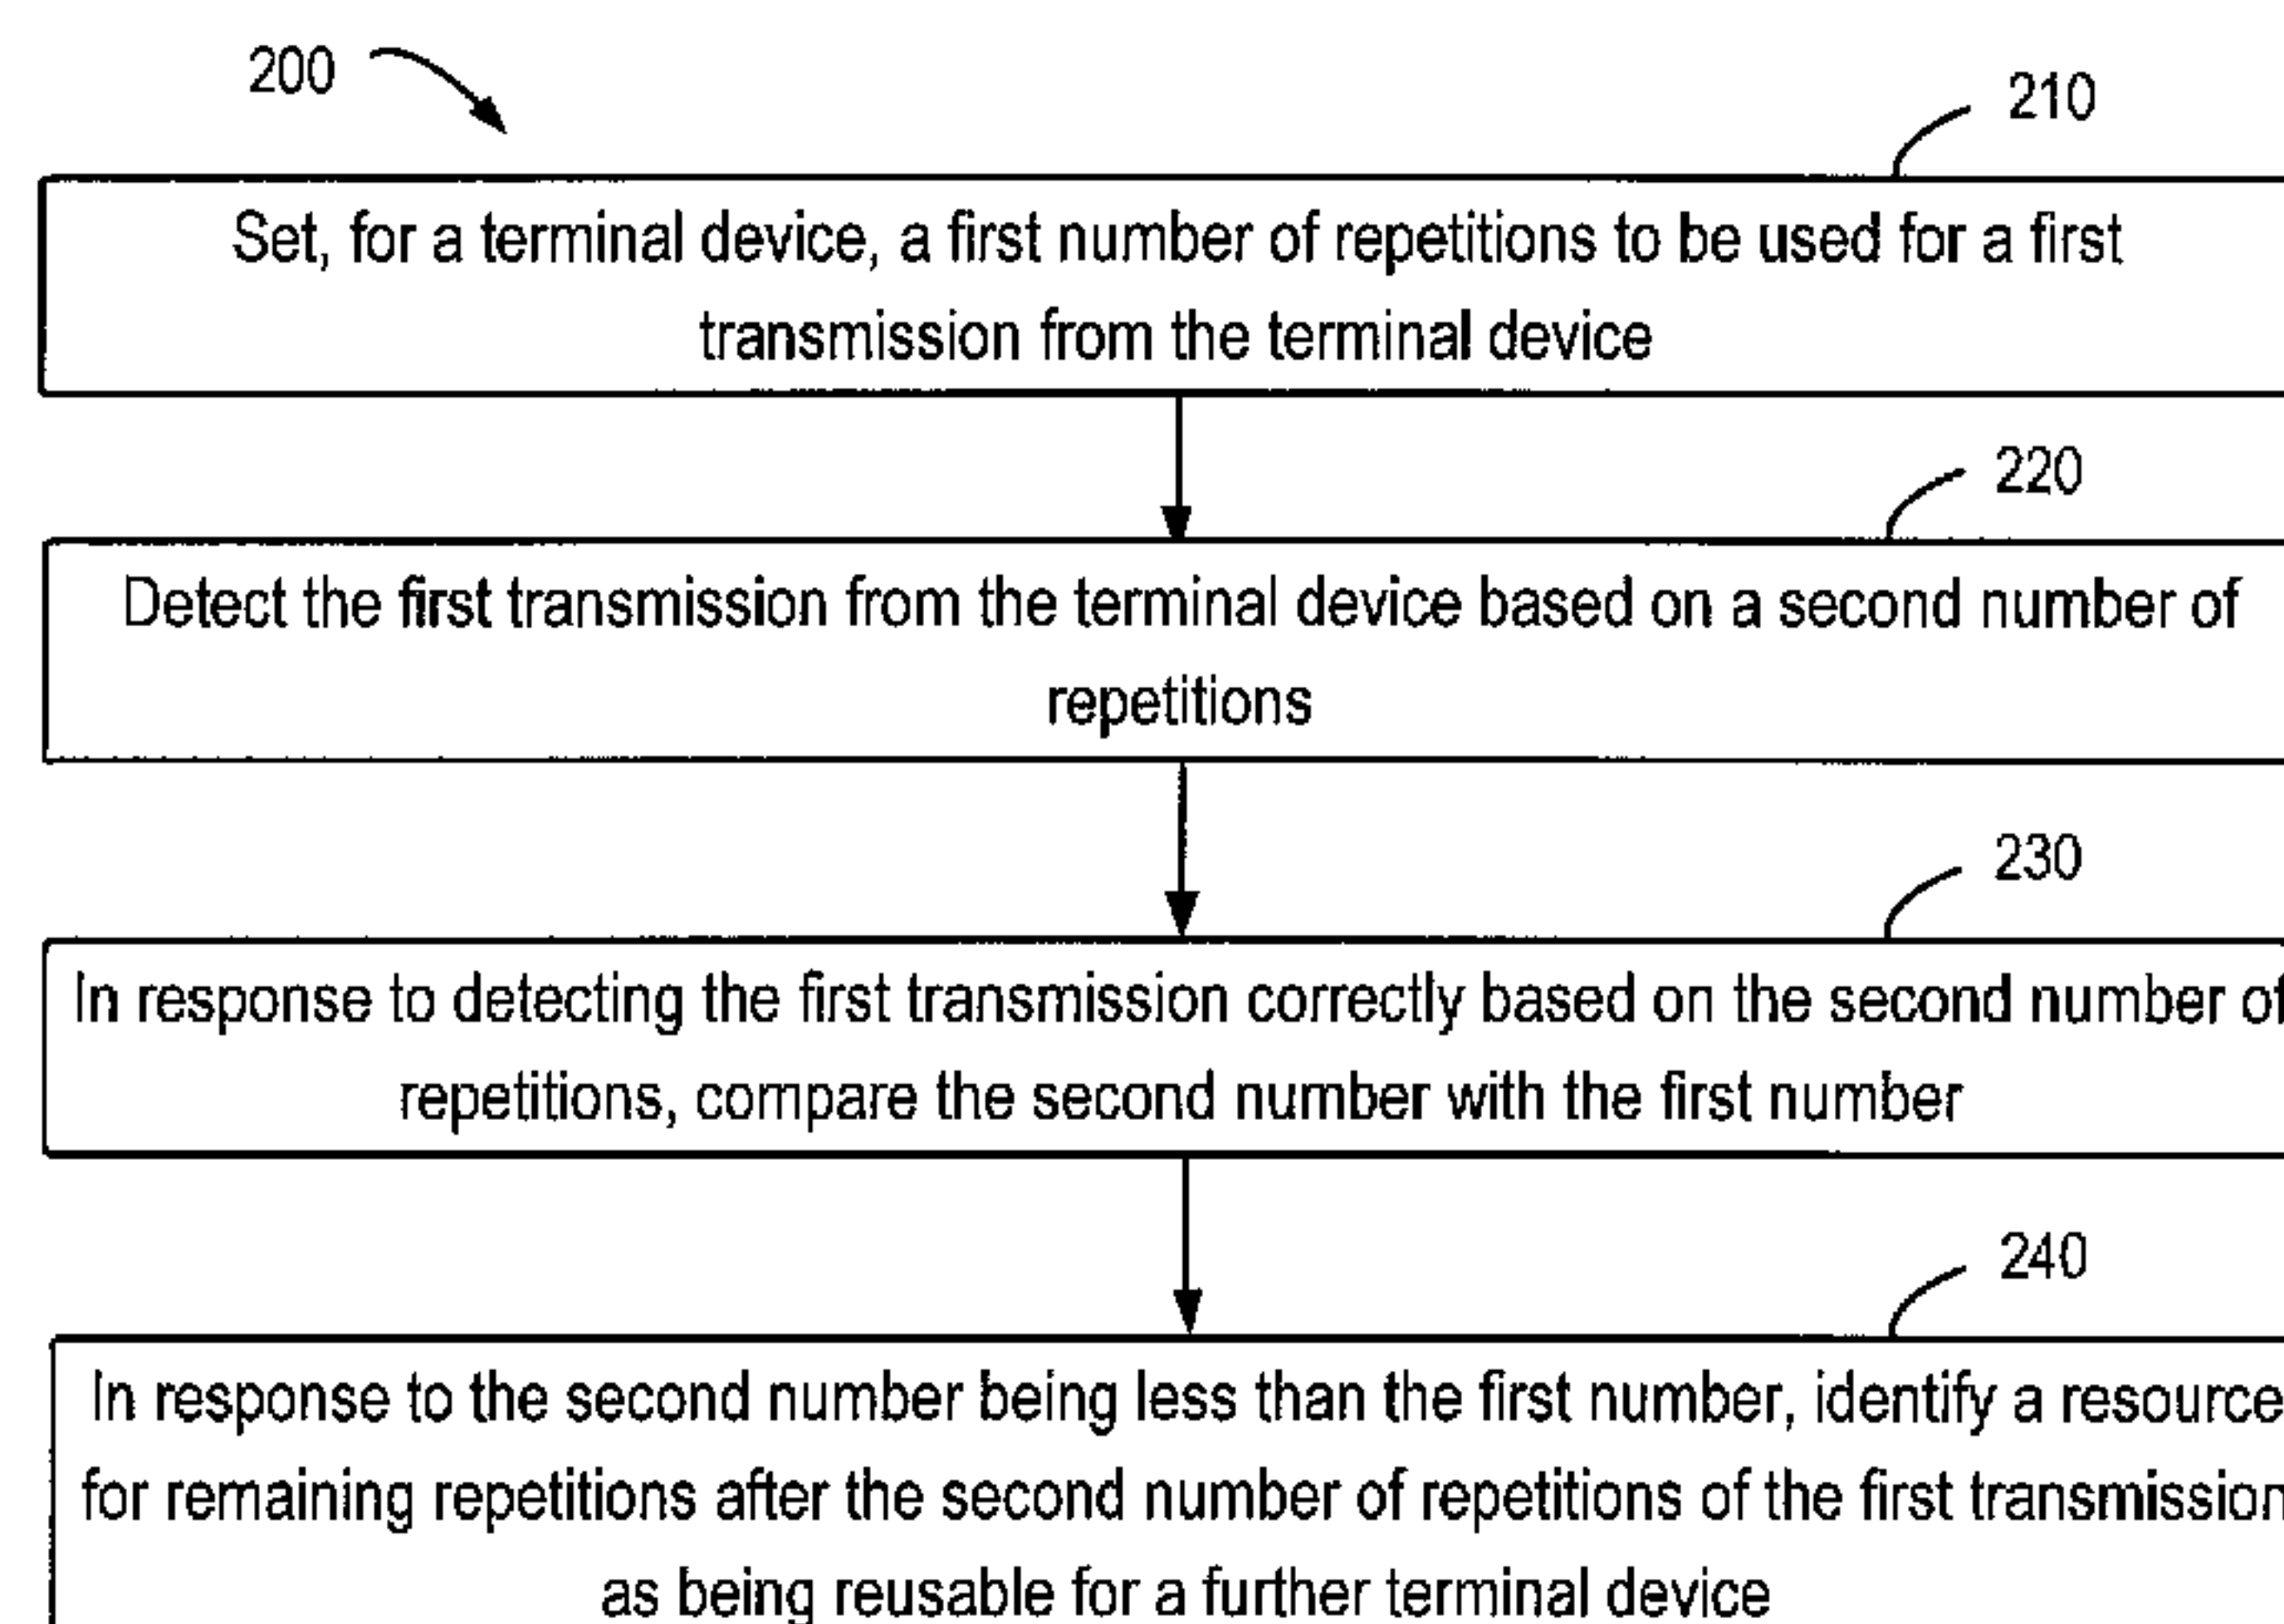 200
210
Set, for a terminal device, a first number of repetitions to be used for a first
transmission from the terminal device
220
Detect the first transmission from the terminal device based on a second number of
repetitions
230
In response to detecting the first transmission correctly based on the second number of
repetitions, compare the second number with the first number
240
In response to the second number being less than the first number, identify a resource
for remaining repetitions after the second number of repetitions of the first transmission
as being reusable for a further terminal device